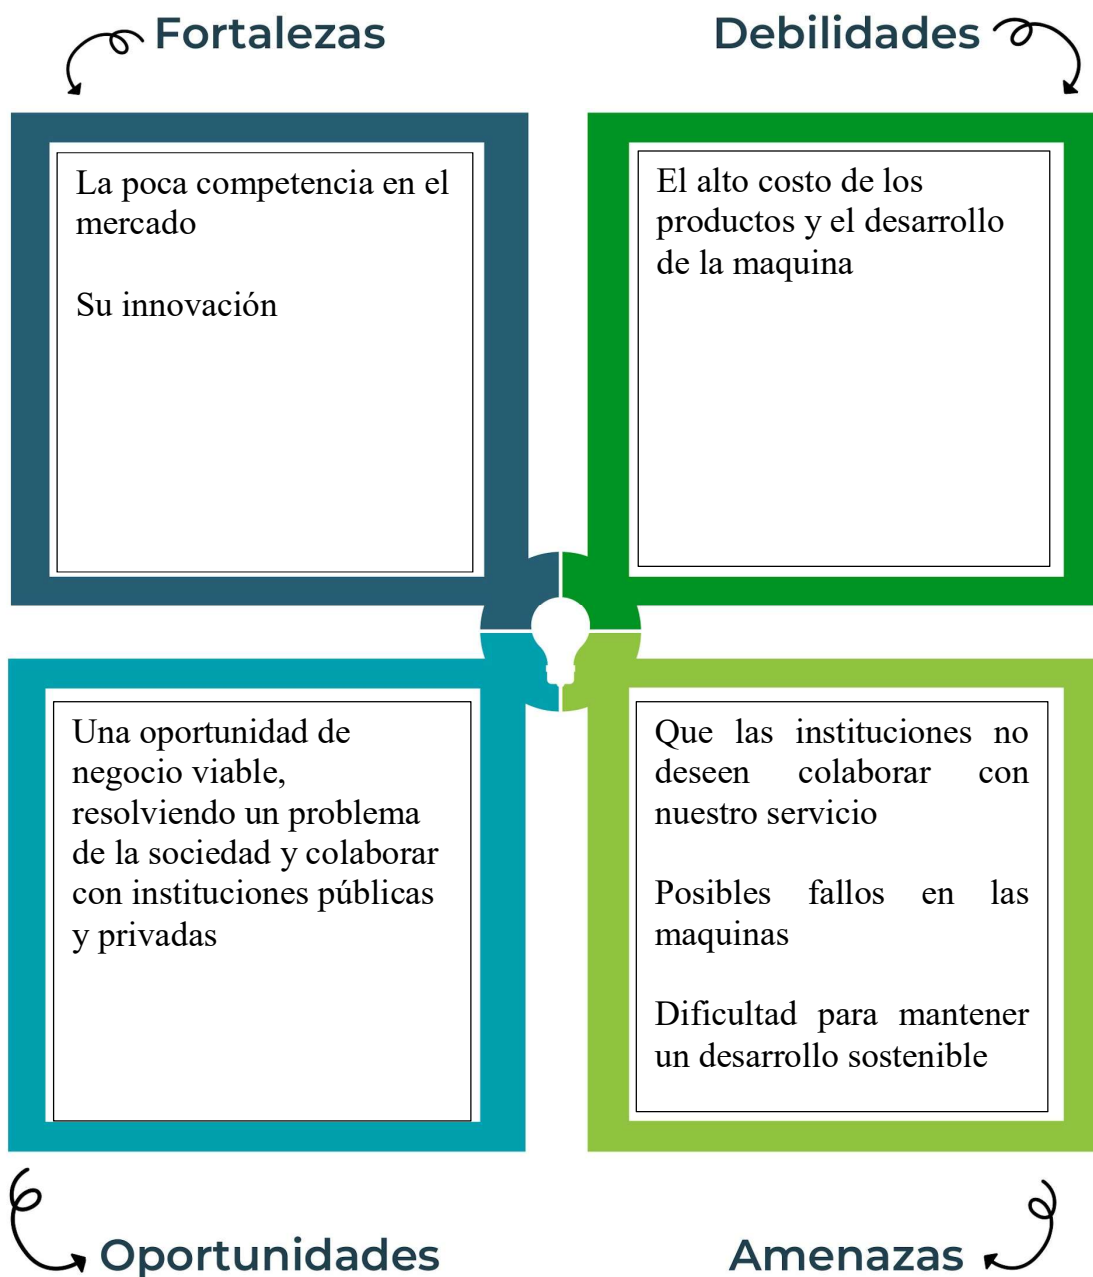 Fortalezas
La poca competencia en el
mercado
Su innovación
Debilidades
El alto costo de los
productos y el desarrollo
de la maquina
Una oportunidad de
negocio viable,
resolviendo un problema
de la sociedad y colaborar
con instituciones públicas
y privadas
Oportunidades
Que las instituciones no
deseen colaborar con
nuestro servicio
Posibles fallos en las
maquinas
Dificultad para mantener
un desarrollo sostenible
Amenazas